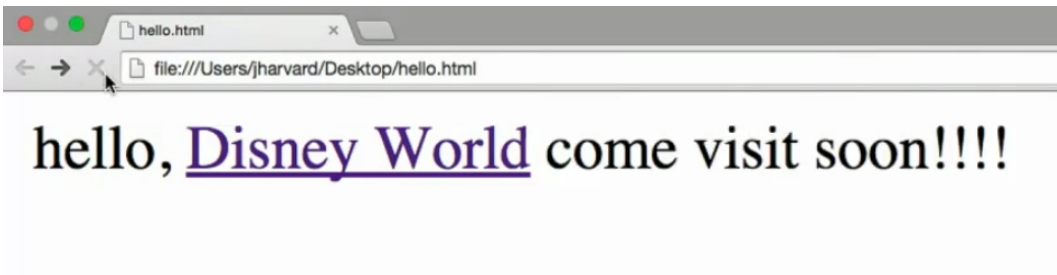 hello.html
file:///Users/jharvard/Desktop/hello.html
hello, Disney World come visit soon!!!!